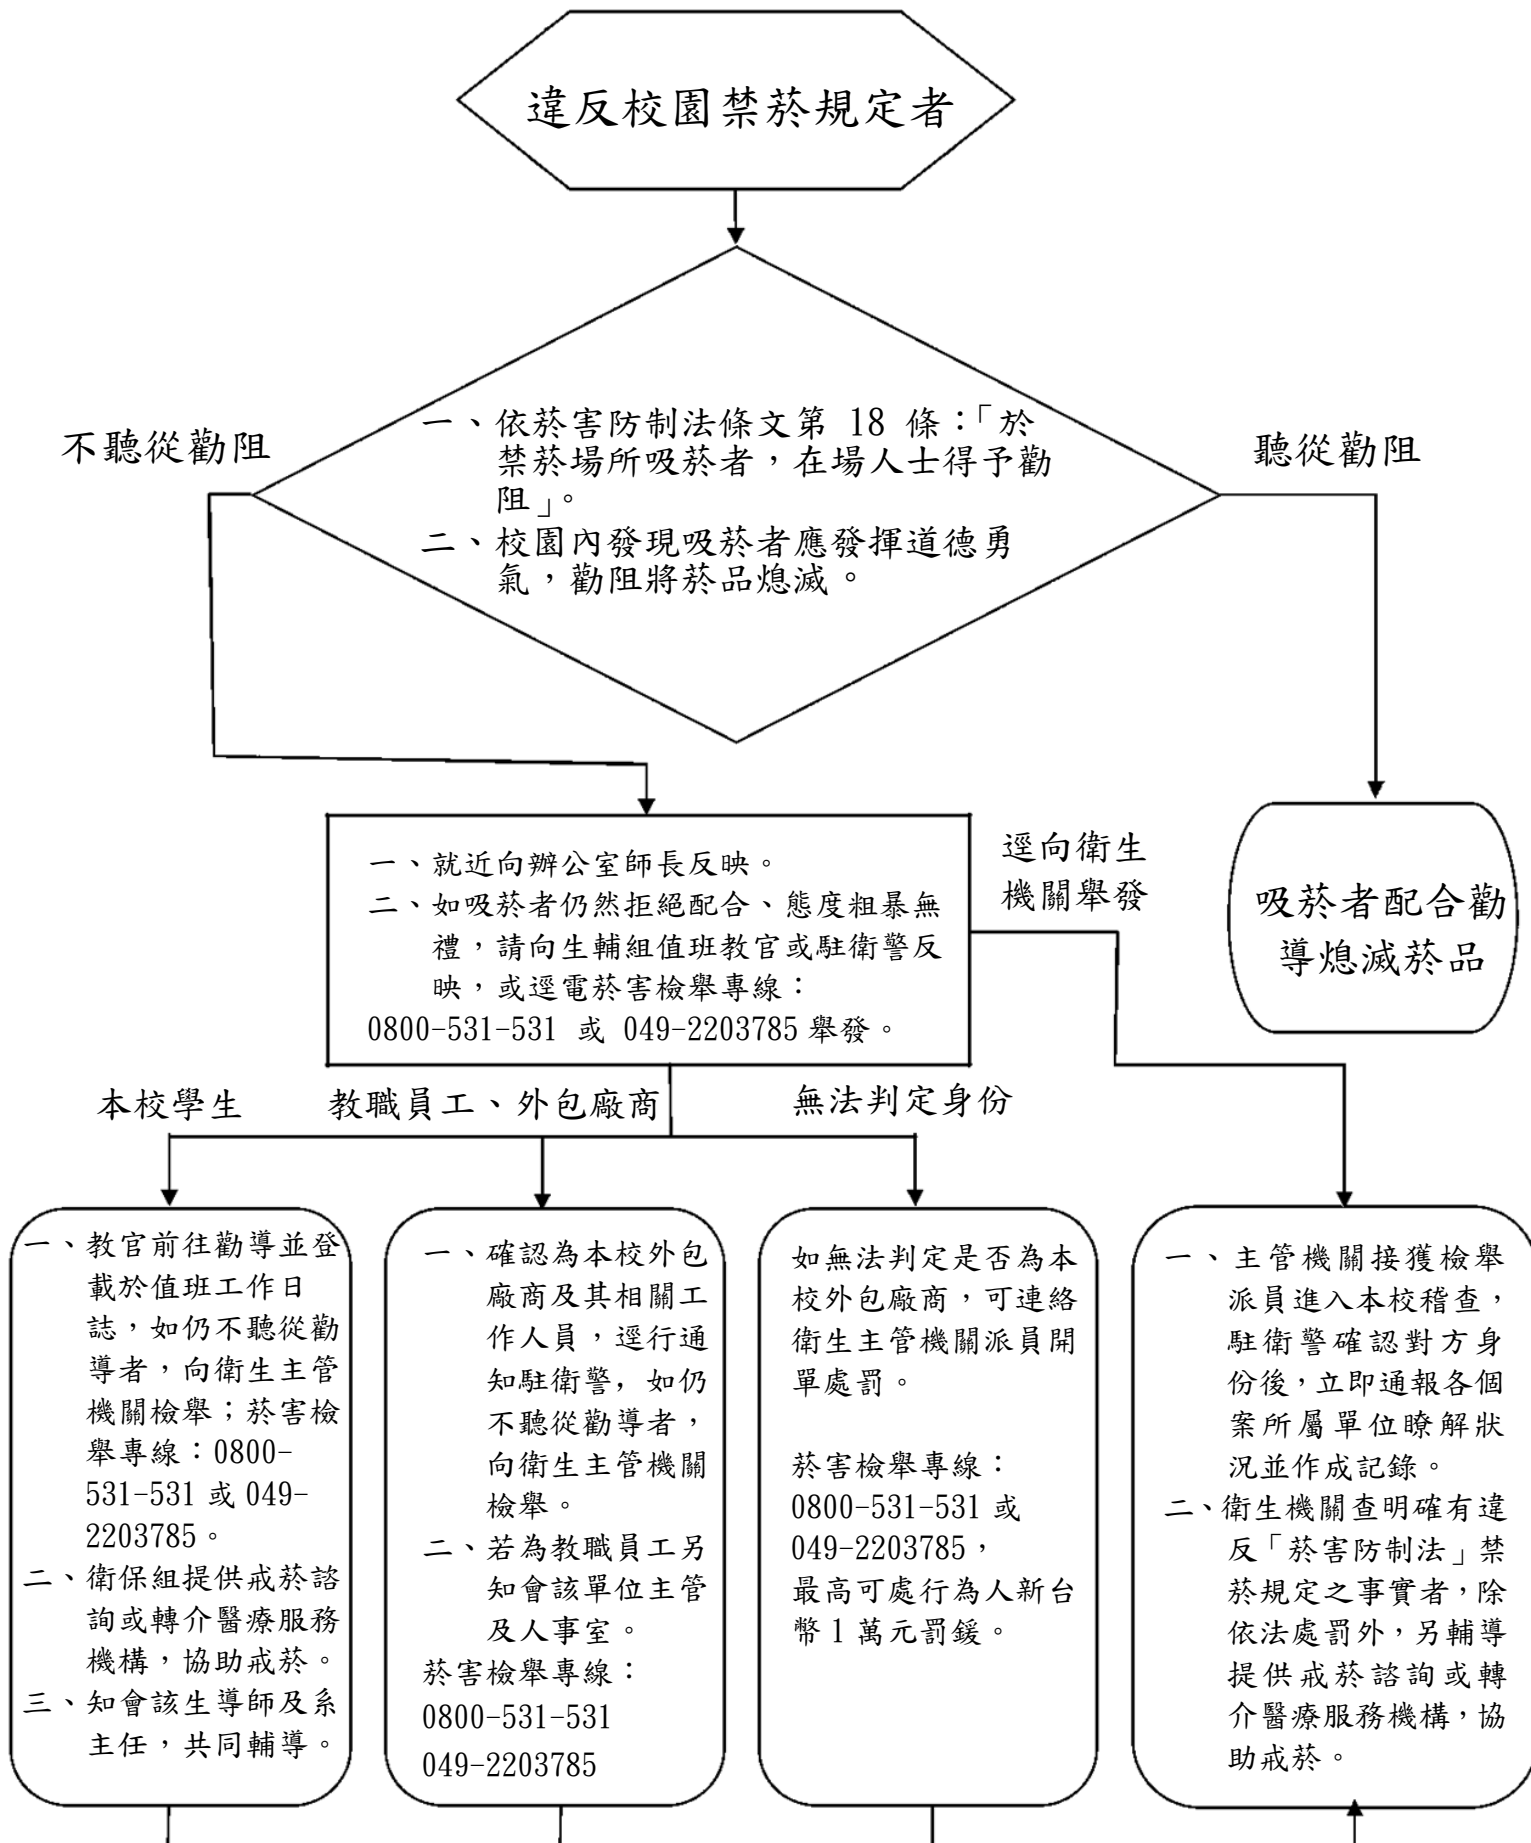 違反校園禁菸規定者
不聽從勸阻
一、依菸害防制法條文第 18 條：「於
禁菸場所吸菸者，在場人士得予勸
阻」。
二、校園內發現吸菸者應發揮道德勇
氣，勸阻將菸品熄滅。
聽從勸阻
一、就近向辦公室師長反映。
二、如吸菸者仍然拒絕配合、態度粗暴無
禮，請向生輔組值班教官或駐衛警反
映，或逕電菸害檢舉專線：
0800-531-531 或 049-2203785 舉發。
逕向衛生
機關舉發
吸菸者配合勸
導熄滅菸品
本校學生
教職員工、外包廠商
無法判定身份
一、教官前往勸導並登
載於值班工作日
誌，如仍不聽從勸
導者，向衛生主管
機關檢舉；菸害檢
舉專線：0800-
531-531 或 049-
2203785。
二、衛保組提供戒菸諮
詢或轉介醫療服務
機構，協助戒菸。
三、知會該生導師及系
主任，共同輔導。
一、確認為本校外包
廠商及其相關工
作人員，逕行通
知駐衛警，如仍
不聽從勸導者，
向衛生主管機關
檢舉。
二、若為教職員工另
知會該單位主管
及人事室。
菸害檢舉專線：
0800-531-531
049-2203785
如無法判定是否為本
校外包廠商，可連絡
衛生主管機關派員開
單處罰。
菸害檢舉專線：
0800-531-531 或
049-2203785，
最高可處行為人新台
幣 1 萬元罰鍰。
一、主管機關接獲檢舉
派員進入本校稽查，
駐衛警確認對方身
份後，立即通報各個
案所屬單位瞭解狀
況並作成記錄。
二、衛生機關查明確有違
反「菸害防制法」禁
菸規定之事實者，除
依法處罰外，另輔導
提供戒菸諮詢或轉
介醫療服務機構，協
助戒菸。